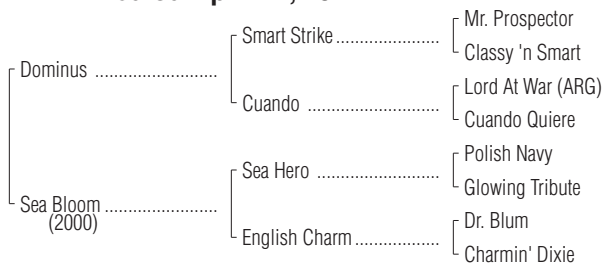 Mr. Prospector
Smart Strike
Classy 'n Smart
Dominus
Lord At War (ARG)
Cuando
Cuando Quiere
Polish Navy
Sea Hero
Glowing Tribute
Sea Bloom
(2000)
Dr. Blum
English Charm
Charmin' Dixie